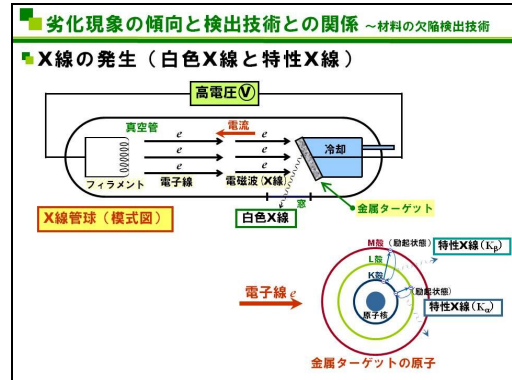 劣化現象の傾向と検出技術との関係 ～材料の欠陥検出技術
X線の発生（白色X線と特性X線）
高電圧Ⓥ
真空管
電流
e e
e e
e e
冷却
フィラメント
電子線
電磁波(X線)
窓
X線管球（模式図）
白色X線
金属ターゲット
M殻（励起状態）
特性X線(Kβ)
L殻
K殻
(励起状態)
電子線 e
原子核
特性X線(Kα)
金属ターゲットの原子